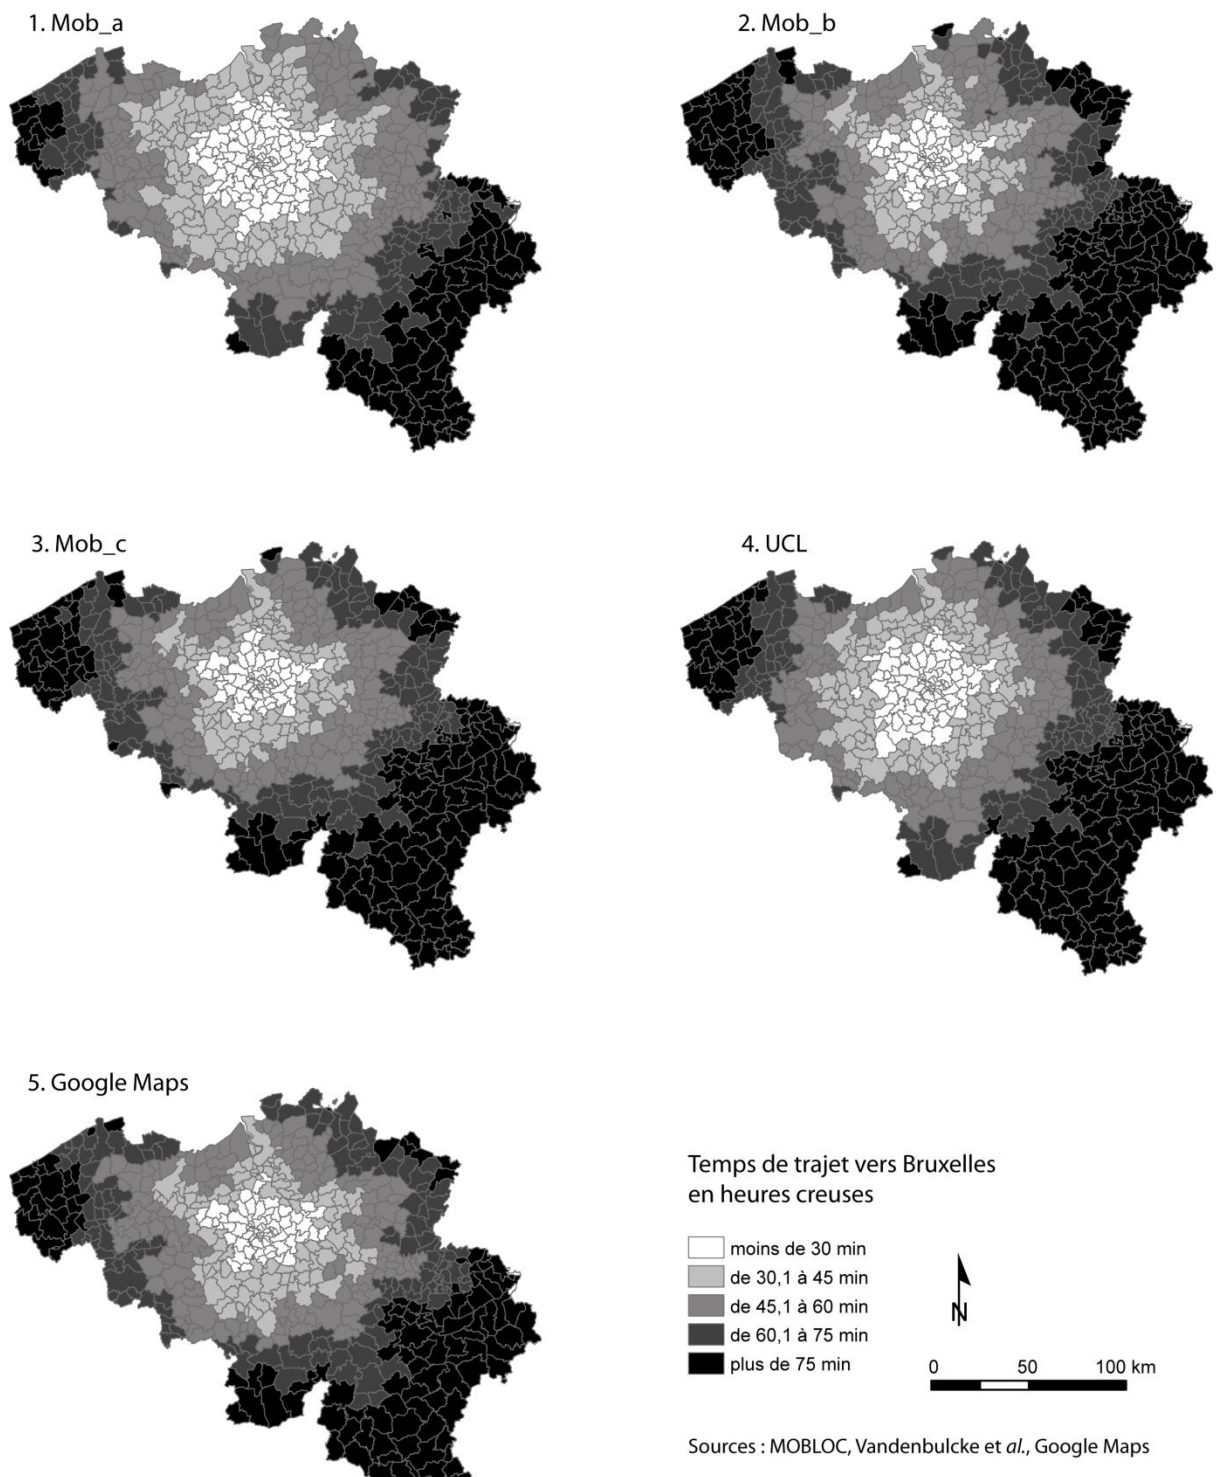 1. Mob_a
2. Mob_b
3. Mob_c
4. UCL
5. Google Maps
Temps de trajet vers Bruxelles
en heures creuses
moins de 30 min
de 30,1 à 45 min
de 45,1 à 60 min
de 60,1 à 75 min
plus de 75 min
N
0 50 100 km
Sources : MOBLOC, Vandenbulcke et al., Google Maps